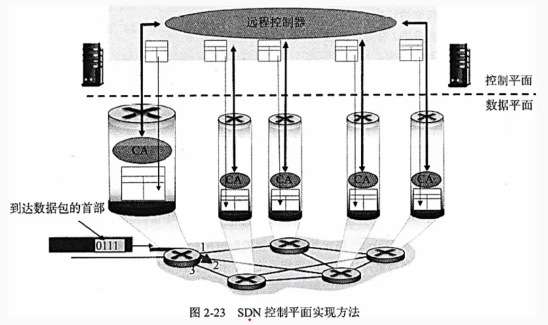 远程控制器
控制平面
数据平面
CA
CA
CA
CA
CA
到达数据包的首部
0111
1
2
3
图 2-23 SDN 控制平面实现方法